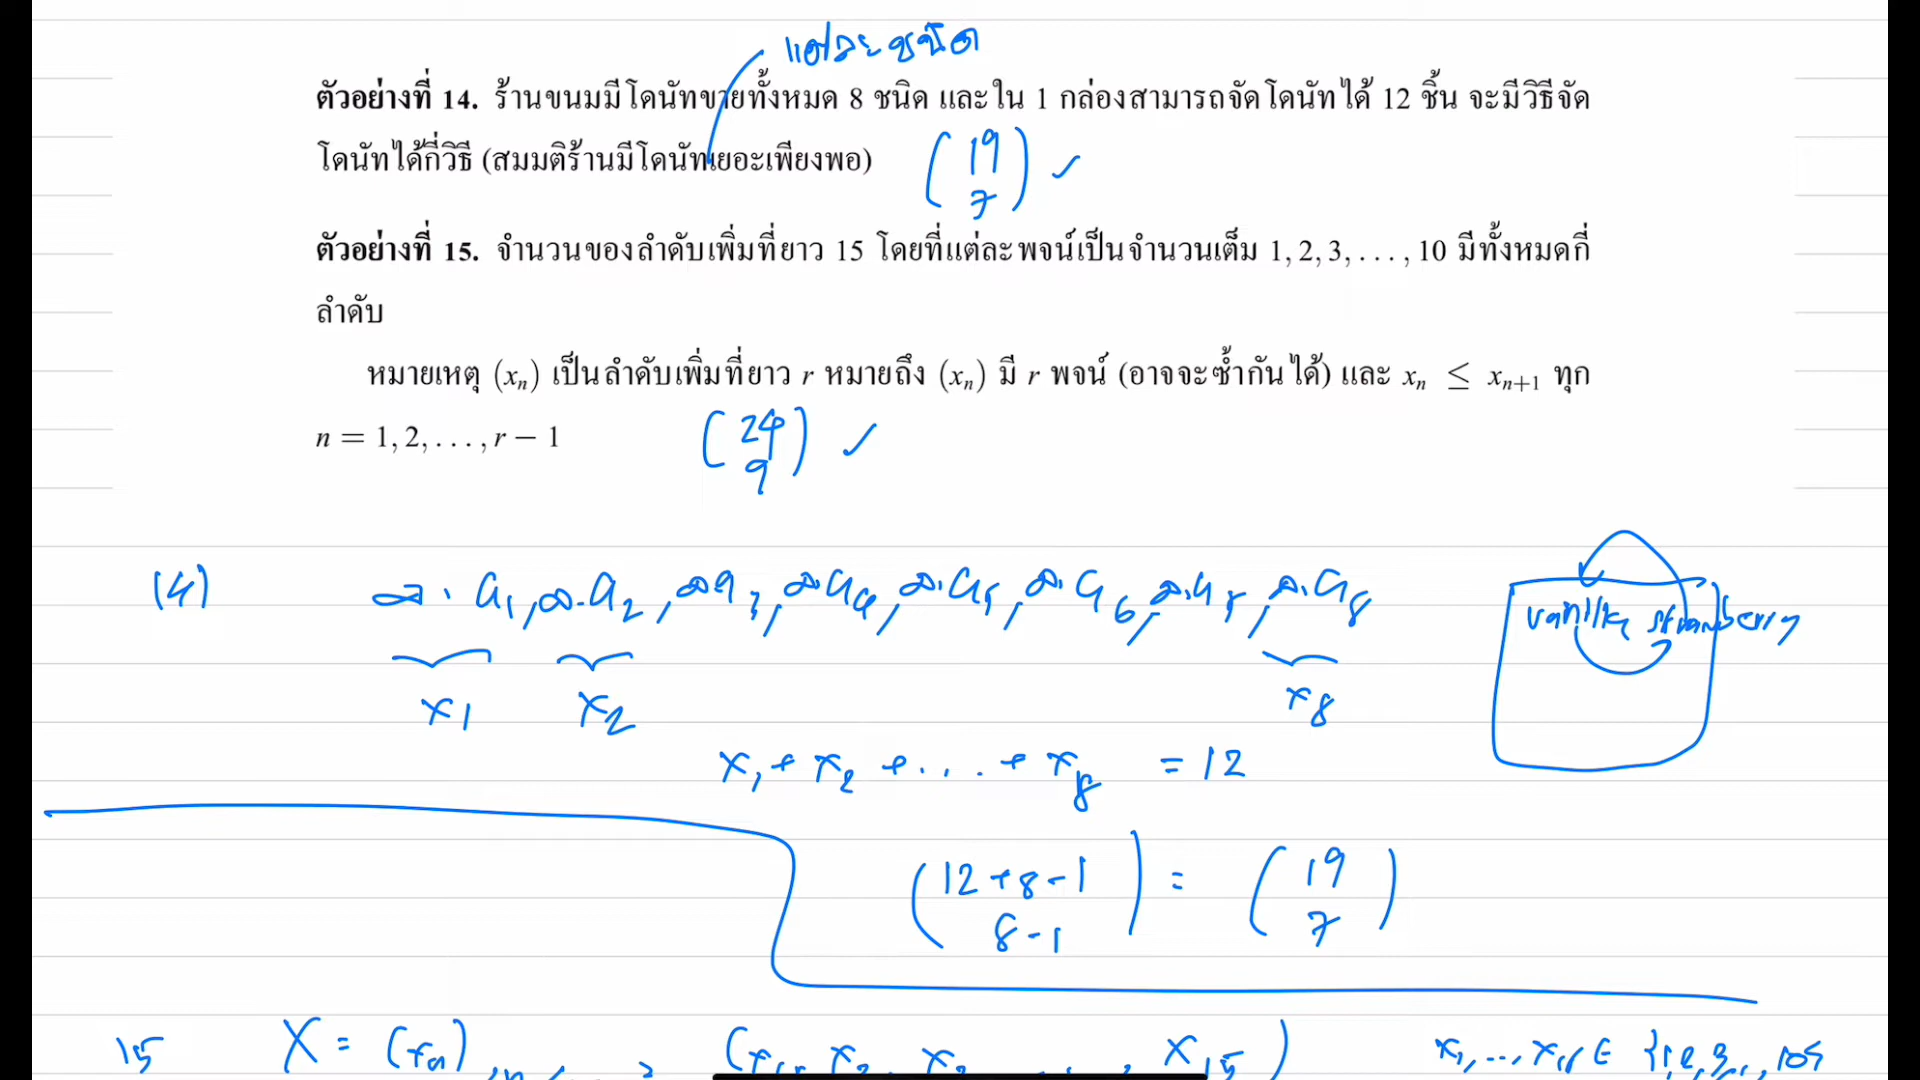 แต่ละชนิด
ตัวอย่างที่ 14. ร้านขนมมีโดนัทขายทั้งหมด 8 ชนิด และใน 1 กล่องสามารถจัดโดนัทได้ 12 ชิ้น จะมีวิธีจัด
โดนัทได้กี่วิธี (สมมติร้านมีโดนัทเยอะเพียงพอ) (19 7) ✓
ตัวอย่างที่ 15. จำนวนของลำดับเพิ่มที่ยาว 15 โดยที่แต่ละพจน์เป็นจำนวนเต็ม 1, 2, 3, . . . , 10 มีทั้งหมดกี่
ลำดับ
หมายเหตุ (xₙ) เป็นลำดับเพิ่มที่ยาว r หมายถึง (xₙ) มี r พจน์ (อาจจะซ้ำกันได้) และ xₙ ≤ xₙ₊₁ ทุก
n = 1, 2, . . . , r − 1 (24 9) ✓
(4) ∞·a₁, ∞·a₂, ∞a₃, ∞·a₄, ∞·a₅, ∞·a₆, ∞·a₇, ∞·a₈
vanilla strawberry
x₁ x₂ x₈
x₁ + x₂ + ... + x₈ = 12
(12+8-1 8-1) = (19 7)
15 X = (xₙ)